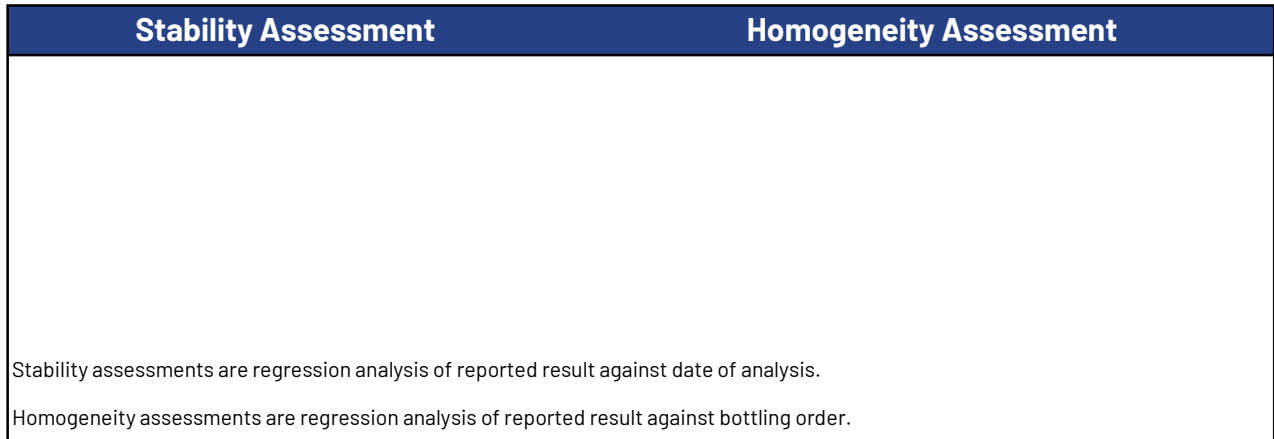 Stability Assessment
Homogeneity Assessment
Stability assessments are regression analysis of reported result against date of analysis.
Homogeneity assessments are regression analysis of reported result against bottling order.